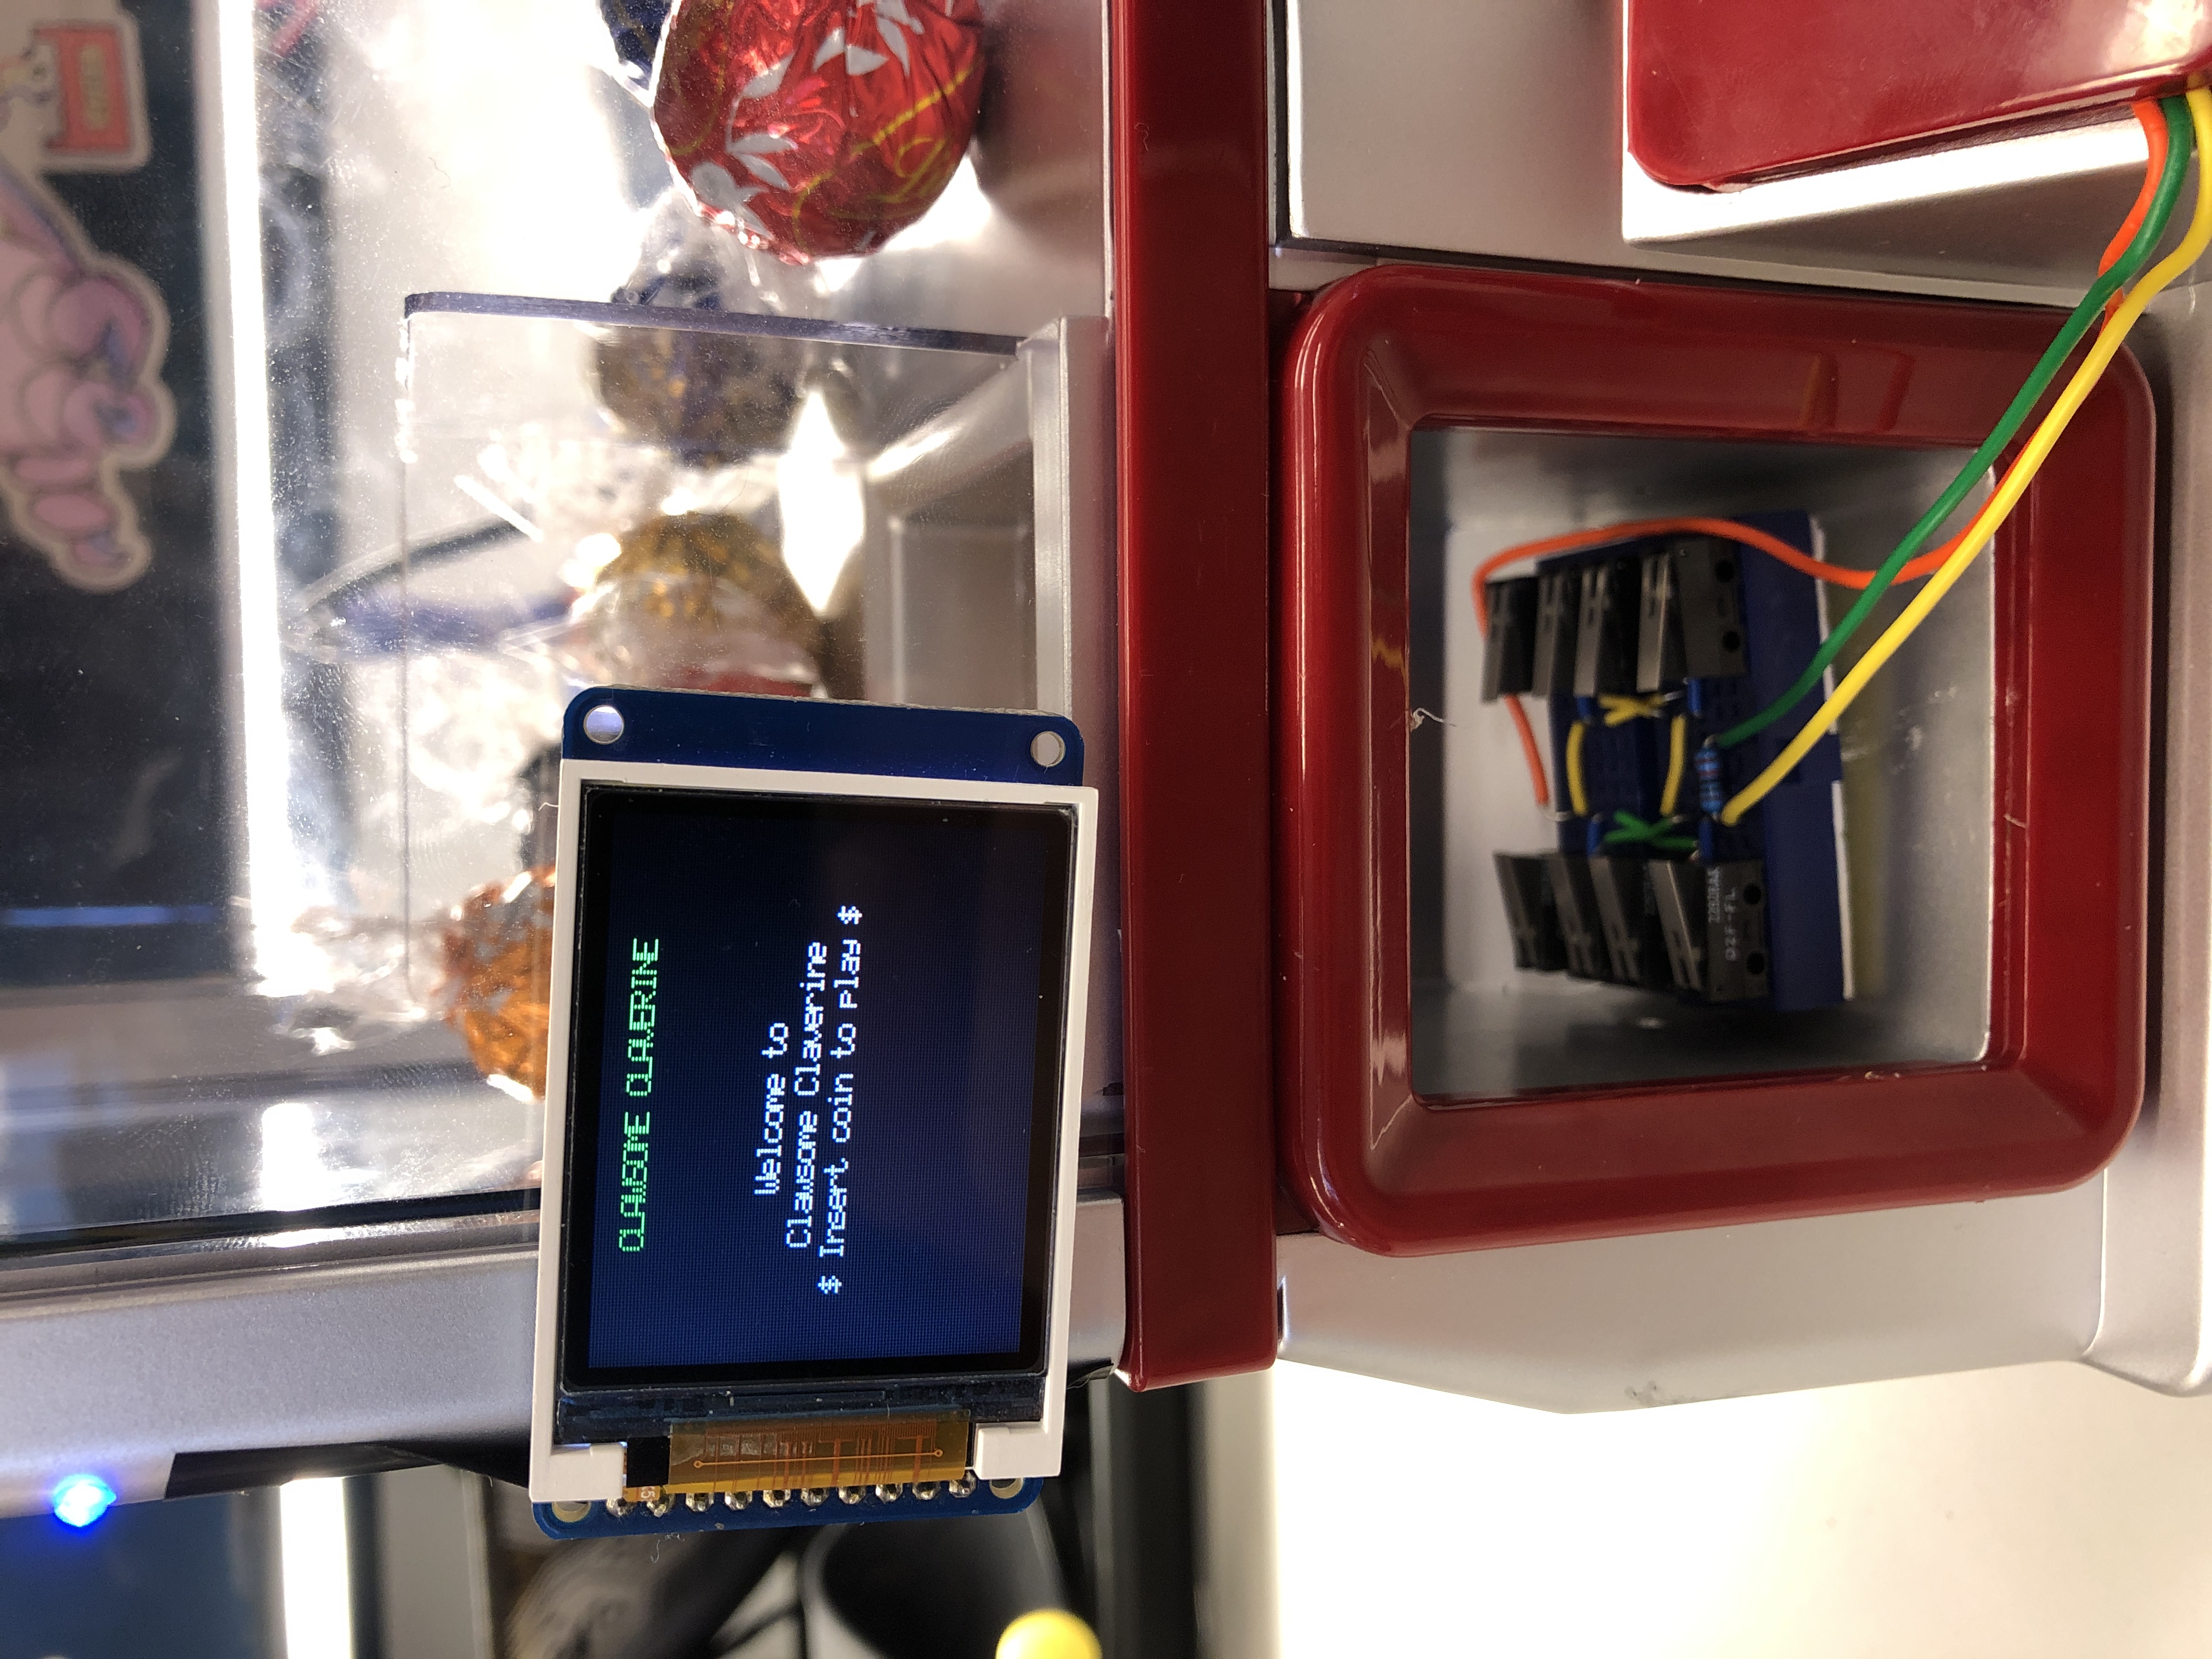 CLAWSOME CLAVERINE
Welcome to
Clawsome Claverine
$ Insert coin to play $
D2F-FL